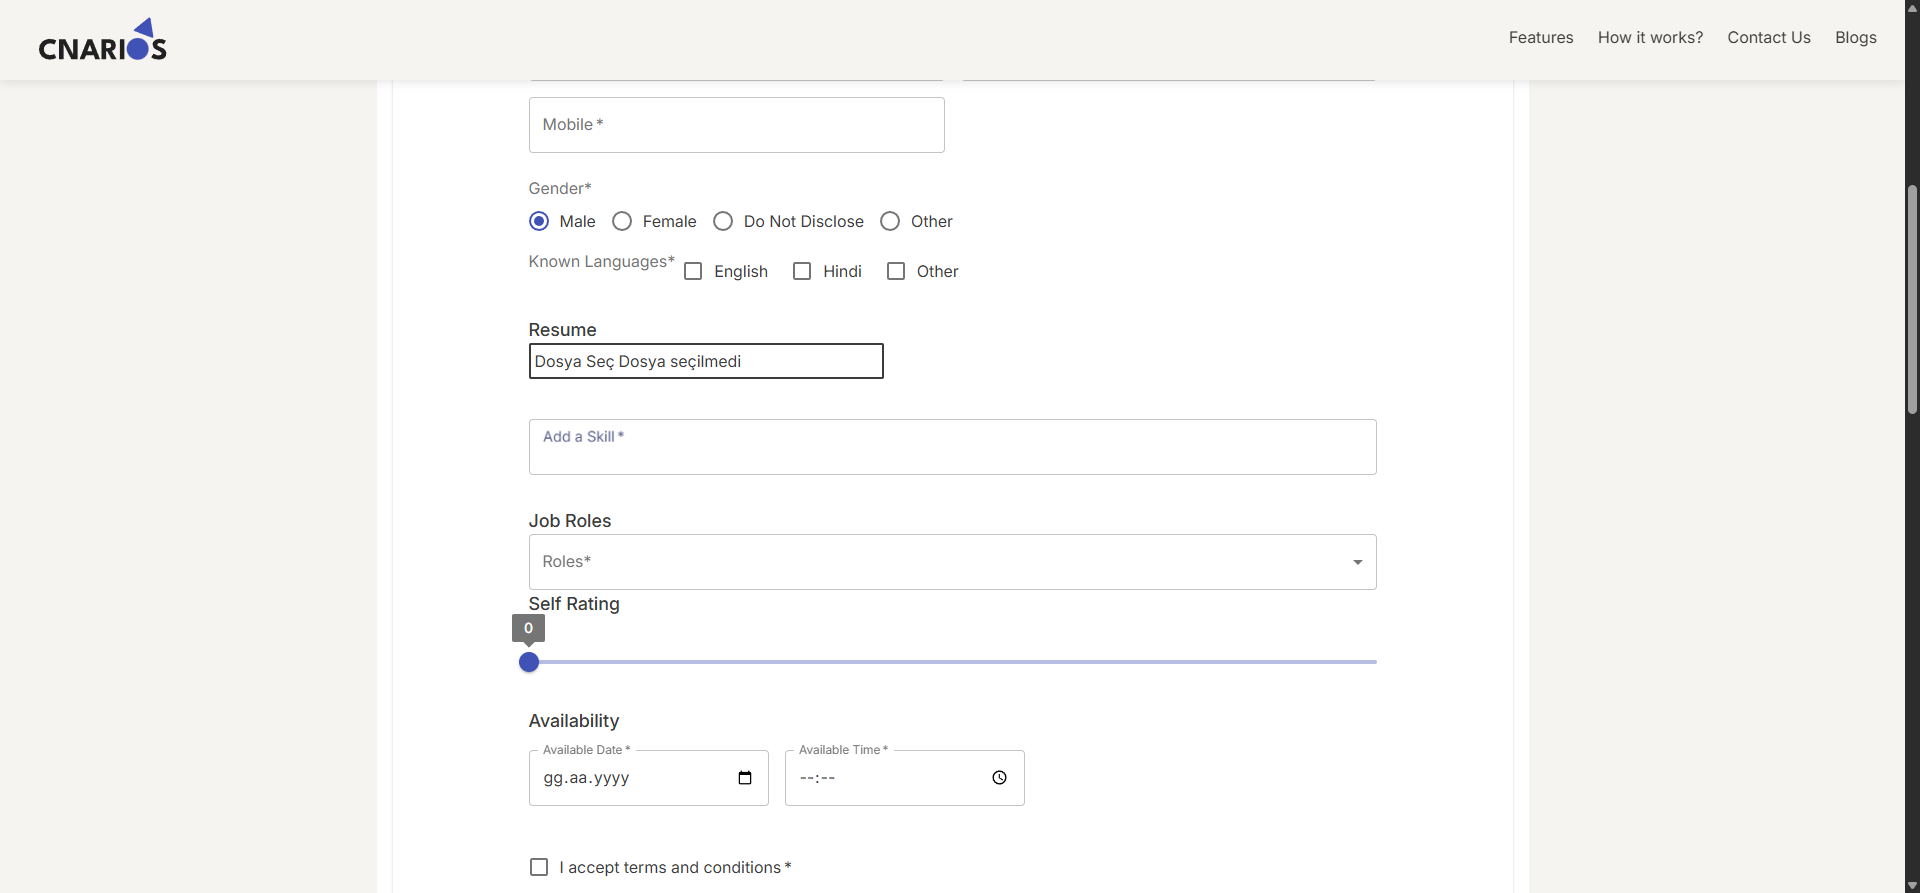 CNARIOS
Features How it works? Contact Us Blogs
Mobile *
Gender*
Male Female Do Not Disclose Other
Known Languages* English Hindi Other
Resume
Dosya Seç Dosya seçilmedi
Add a Skill *
Job Roles
Roles*
Self Rating
0
Availability
Available Date * Available Time *
gg.aa.yyyy --:--
I accept terms and conditions *